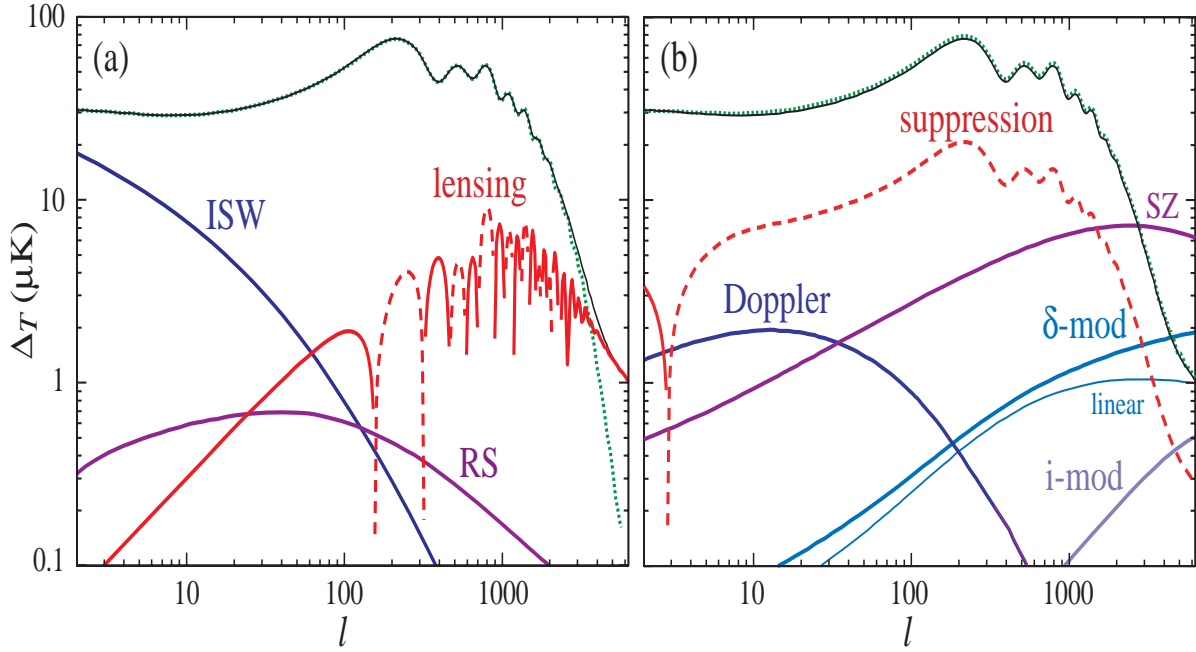 (a)
(b)
100
10
1
0.1
Δ_T (μK)
ISW
lensing
RS
suppression
SZ
Doppler
δ-mod
linear
i-mod
10 100 1000
10 100 1000
l
l